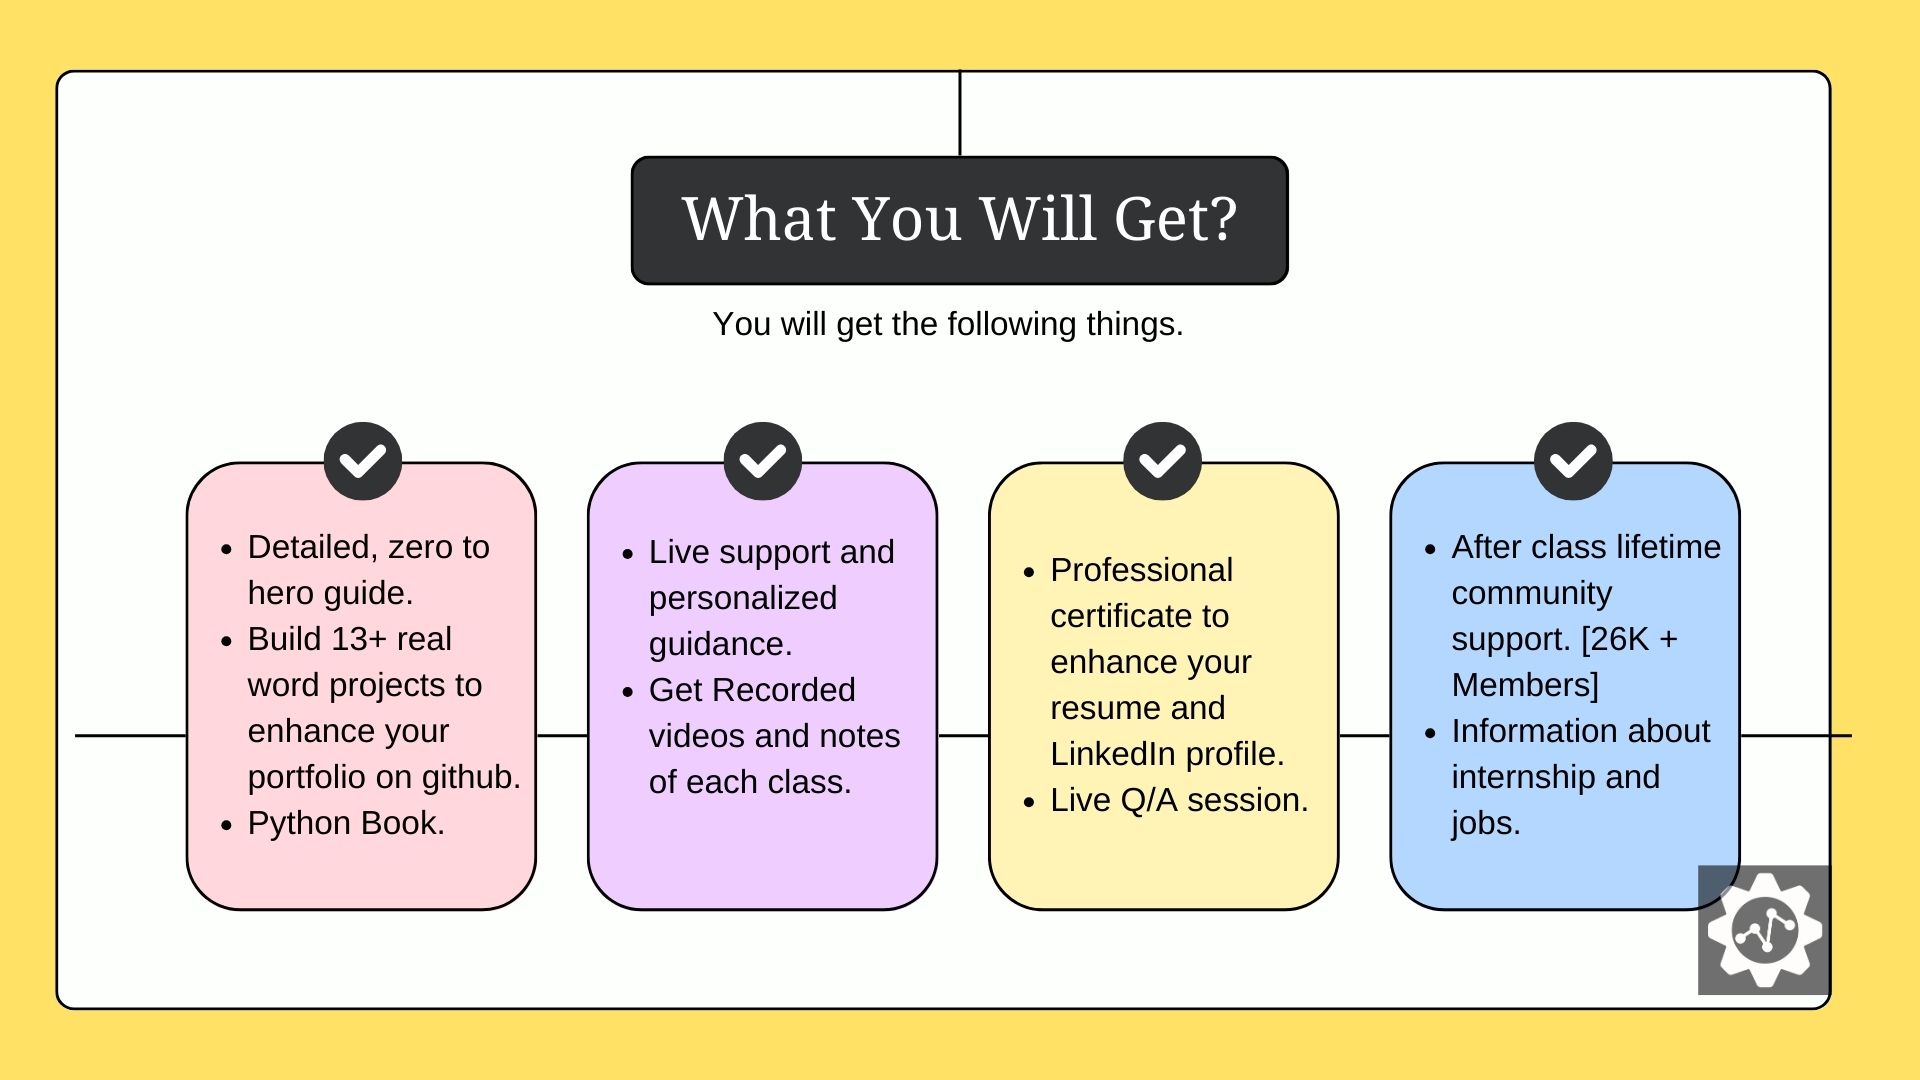 What You Will Get?
You will get the following things.
• Detailed, zero to
hero guide.
• Build 13+ real
word projects to
enhance your
portfolio on github.
• Python Book.
• Live support and
personalized
guidance.
• Get Recorded
videos and notes
of each class.
• Professional
certificate to
enhance your
resume and
LinkedIn profile.
• Live Q/A session.
• After class lifetime
community
support. [26K +
Members]
• Information about
internship and
jobs.